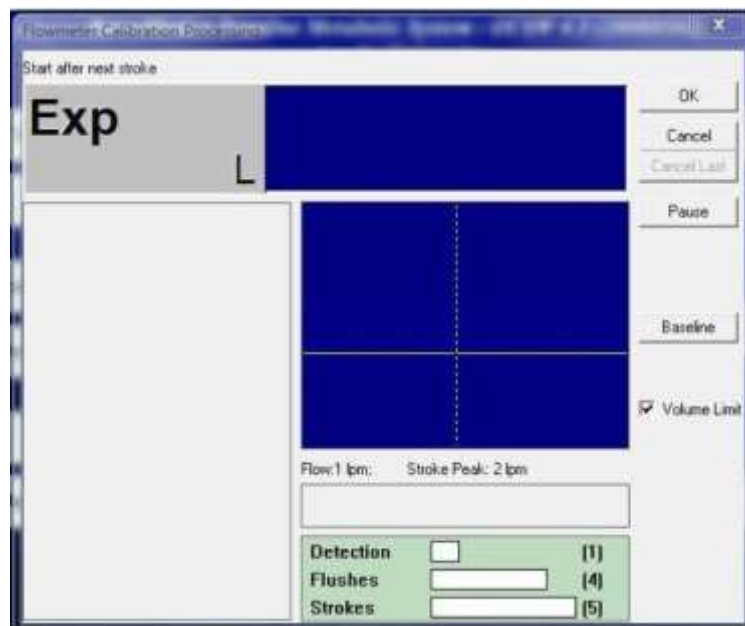 Flowmeter Calibration Processing
Start after next stroke
Exp
L
OK
Cancel
Cancel Last
Pause
Baseline
Volume Limit
Flow:1 lpm; Stroke Peak: 2 lpm
Detection (1)
Flushes (4)
Strokes (5)